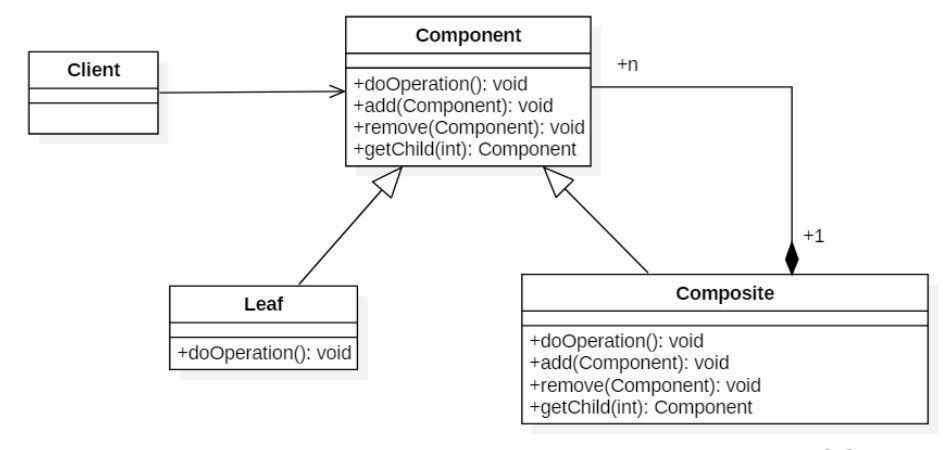 Client
Component
+doOperation(): void
+add(Component): void
+remove(Component): void
+getChild(int): Component
+n
+1
Leaf
+doOperation(): void
Composite
+doOperation(): void
+add(Component): void
+remove(Component): void
+getChild(int): Component